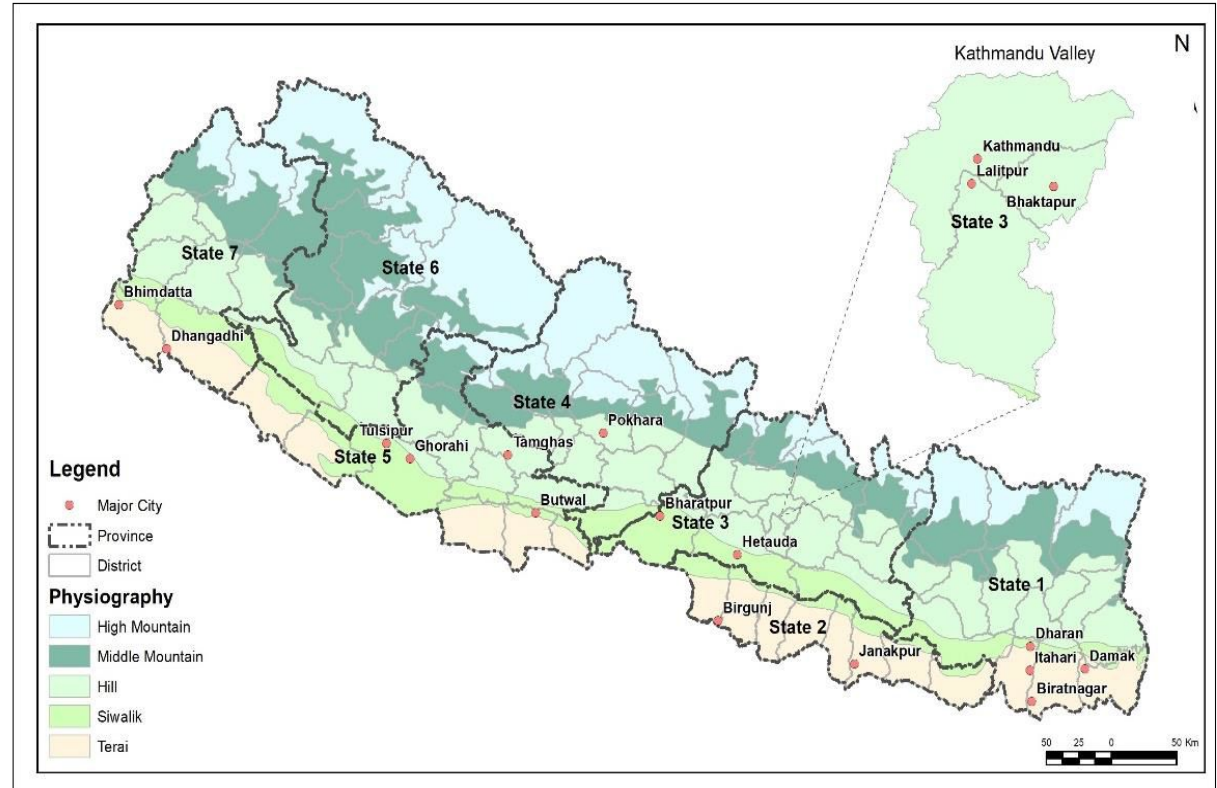 N
Kathmandu Valley
Kathmandu
Lalitpur
Bhaktapur
State 3
State 7
State 6
Bhimdatta
Dhangadhi
State 4
Pokhara
Tulsipur
Ghorahi
Tamghas
State 5
Butwal
Bharatpur
State 3
Hetauda
State 1
Birgunj
State 2
Janakpur
Dharan
Itahari
Damak
Biratnagar
Legend
Major City
Province
District
Physiography
High Mountain
Middle Mountain
Hill
Siwalik
Terai
50 25 0 50 Km